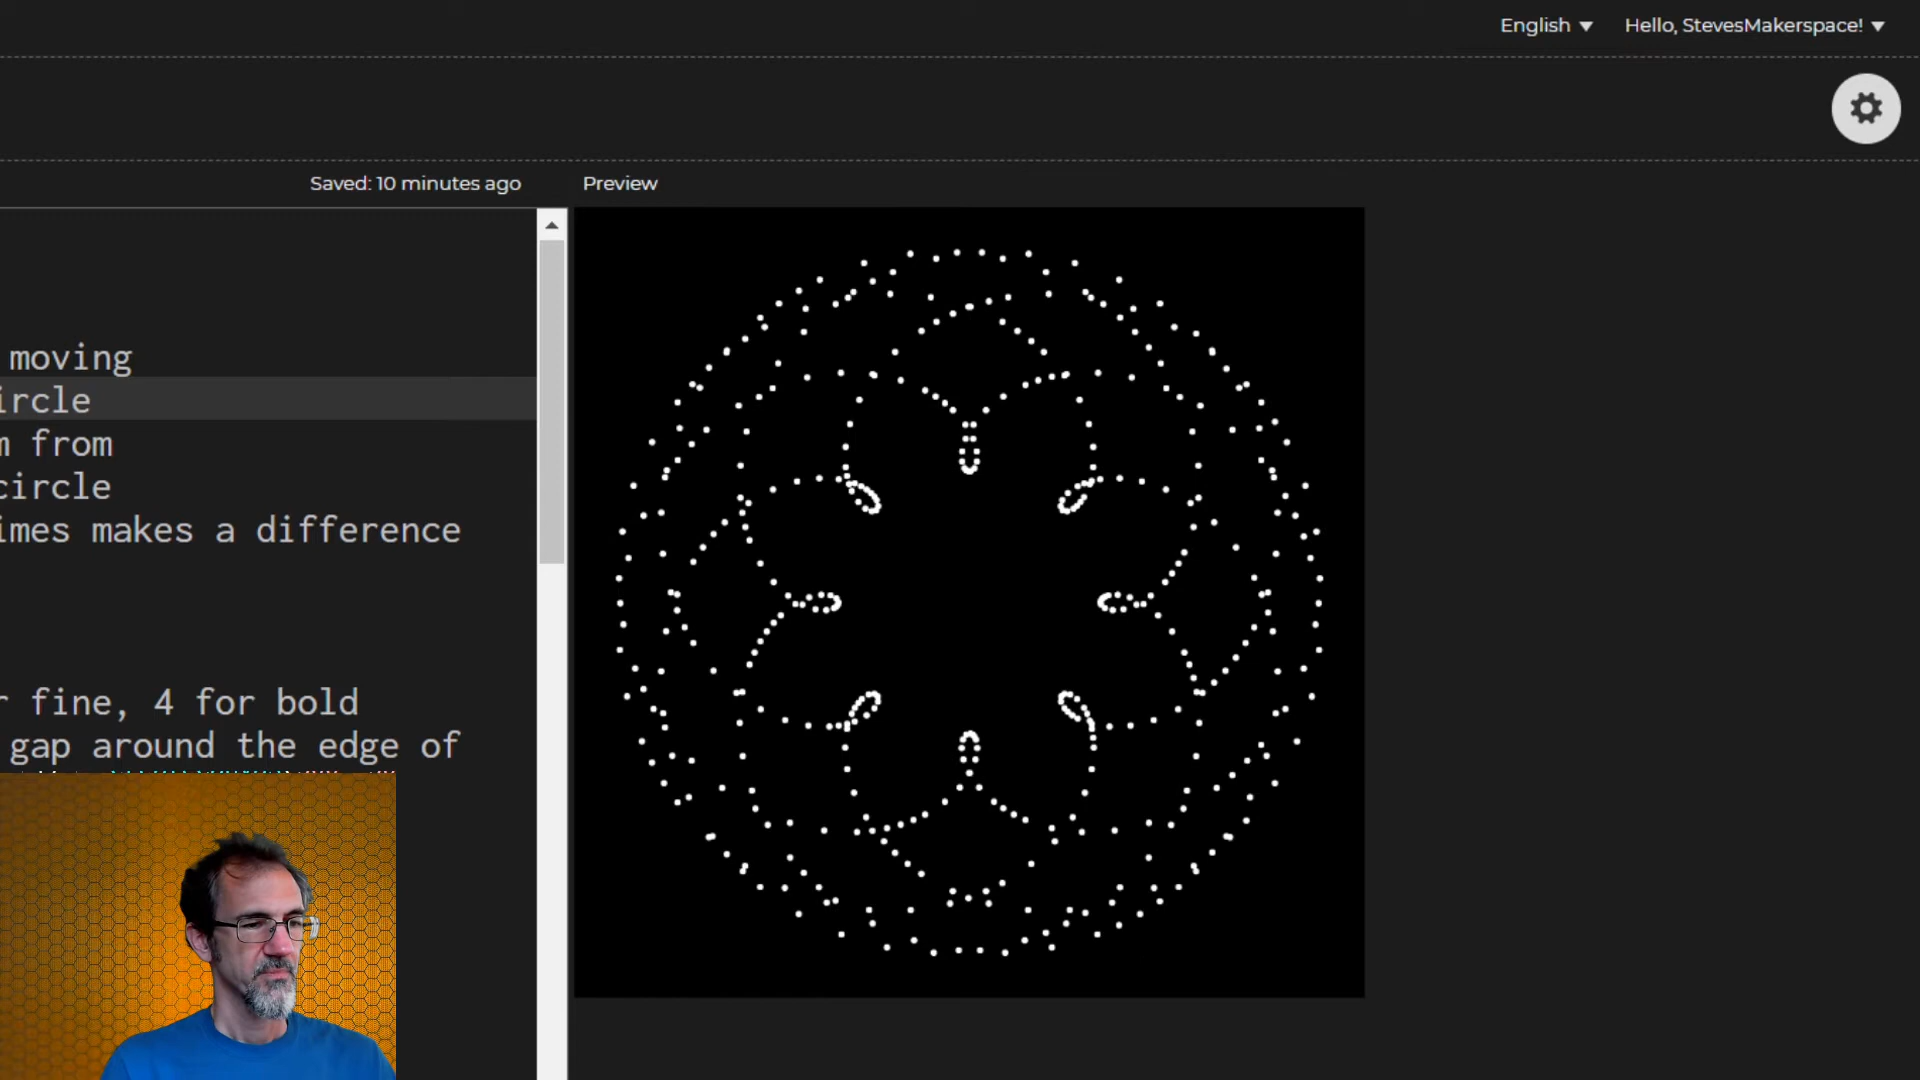 English
Hello, StevesMakerspace!
Saved: 10 minutes ago
Preview
moving
ircle
from
circle
imes makes a difference
fine, 4 for bold
gap around the edge of